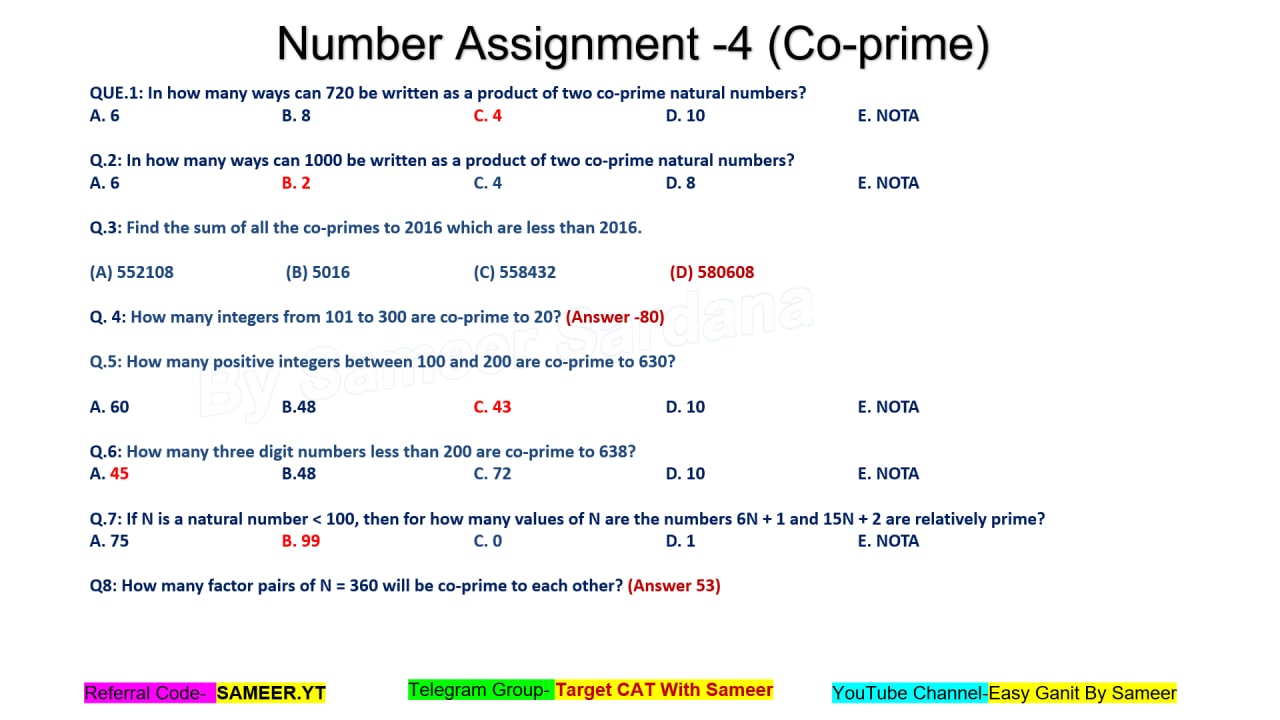 Number Assignment -4 (Co-prime)
QUE.1: In how many ways can 720 be written as a product of two co-prime natural numbers?
A. 6 B. 8 C. 4 D. 10 E. NOTA
Q.2: In how many ways can 1000 be written as a product of two co-prime natural numbers?
A. 6 B. 2 C. 4 D. 8 E. NOTA
Q.3: Find the sum of all the co-primes to 2016 which are less than 2016.
(A) 552108 (B) 5016 (C) 558432 (D) 580608
Q. 4: How many integers from 101 to 300 are co-prime to 20? (Answer -80)
Q.5: How many positive integers between 100 and 200 are co-prime to 630?
By Sameer Sardana
A. 60 B.48 C. 43 D. 10 E. NOTA
Q.6: How many three digit numbers less than 200 are co-prime to 638?
A. 45 B.48 C. 72 D. 10 E. NOTA
Q.7: If N is a natural number < 100, then for how many values of N are the numbers 6N + 1 and 15N + 2 are relatively prime?
A. 75 B. 99 C. 0 D. 1 E. NOTA
Q8: How many factor pairs of N = 360 will be co-prime to each other? (Answer 53)
Referral Code- SAMEER.YT Telegram Group- Target CAT With Sameer YouTube Channel-Easy Ganit By Sameer